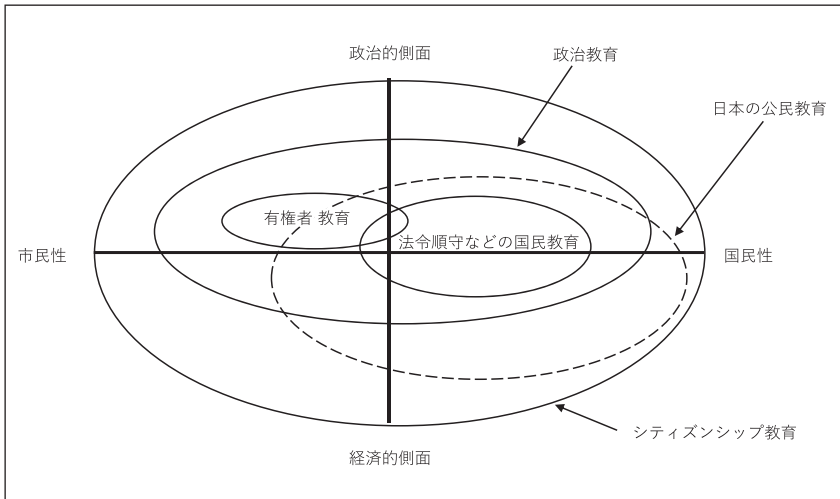 政治的側面
政治教育
日本の公民教育
有権者 教育
法令順守などの国民教育
市民性
国民性
シティズンシップ教育
経済的側面